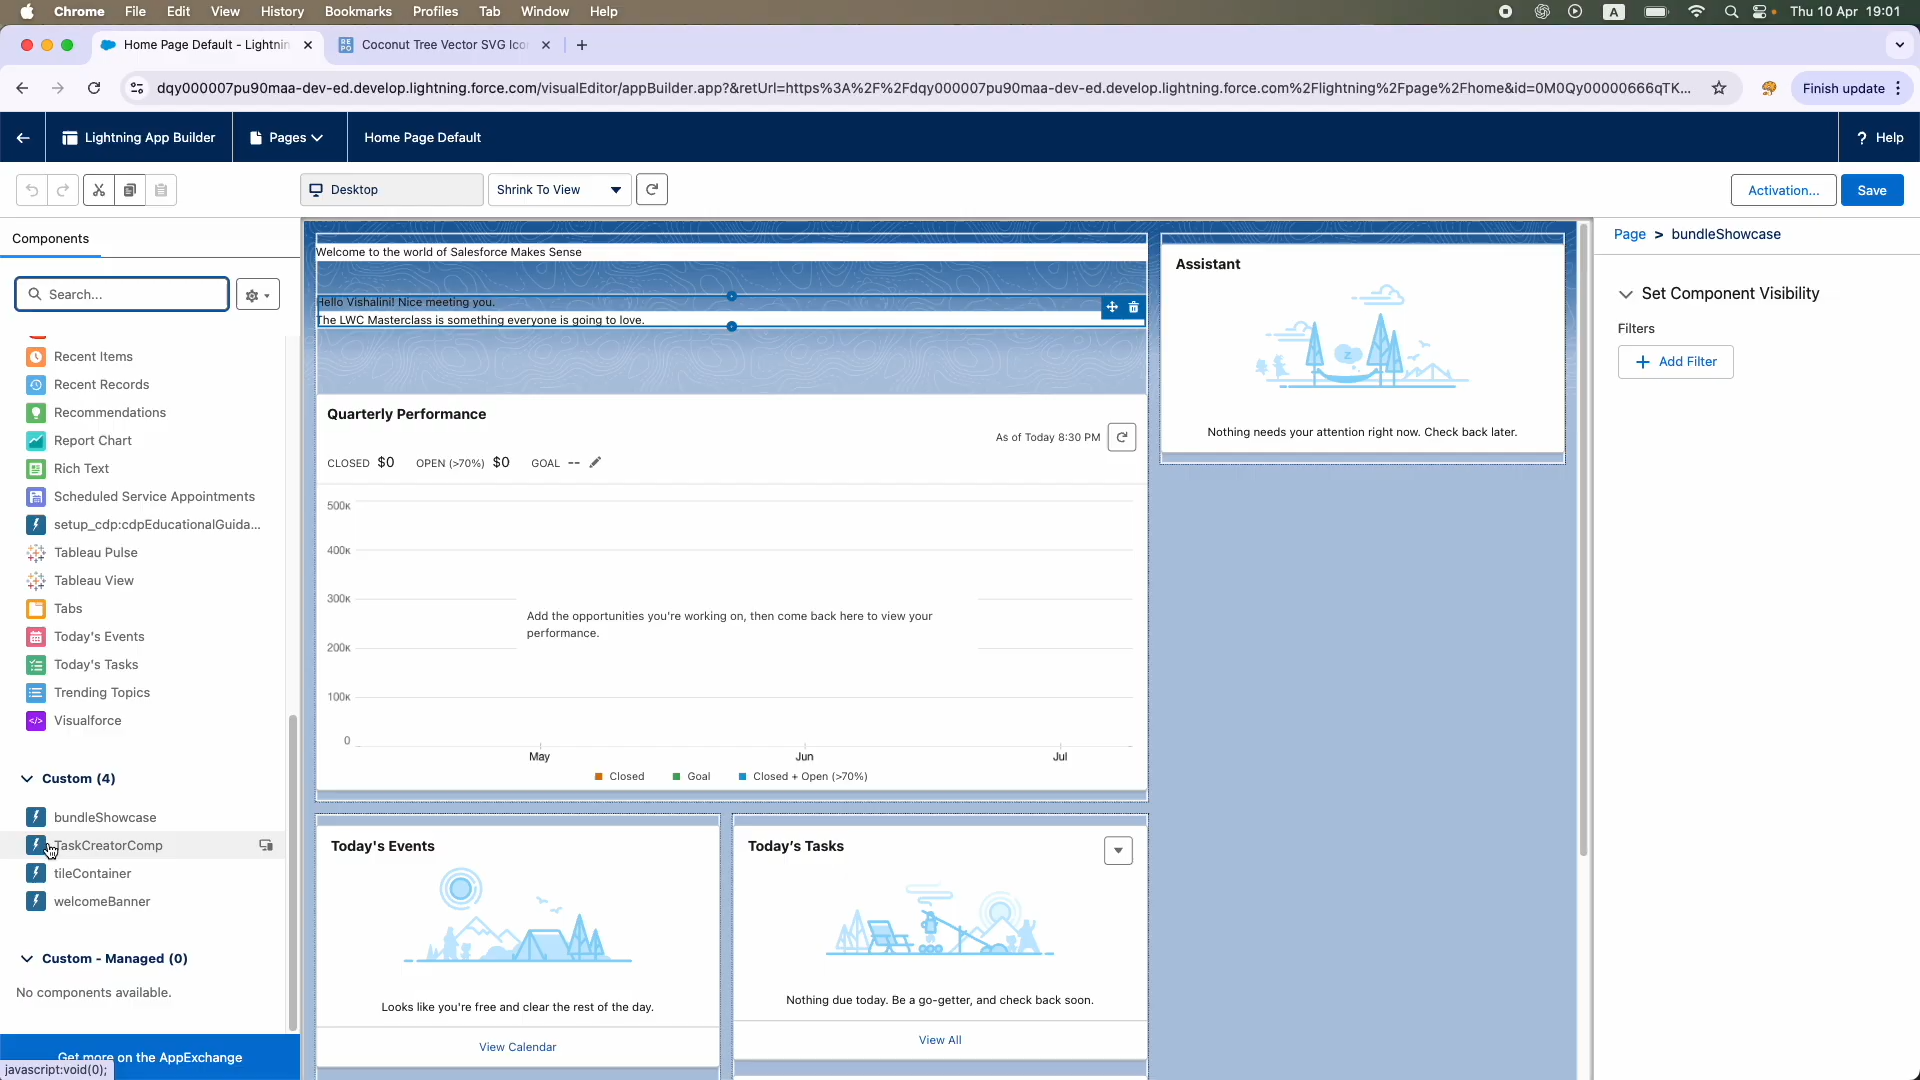 Chrome File Edit View History Bookmarks Profiles Tab Window Help A Thu 10 Apr 19:01
Home Page Default - Lightnin
REPO Coconut Tree Vector SVG Ico
dqy000007pu90maa-dev-ed.develop.lightning.force.com/visualEditor/appBuilder.app?&retUrl=https%3A%2F%2Fdqy000007pu90maa-dev-ed.develop.lightning.force.com%2Flightning%2Fpage%2Fhome&id=0M0Qy00000666qTK...
Finish update
Lightning App Builder
Pages
Home Page Default
? Help
Desktop
Shrink To View
Activation...
Save
Components
Search...
Recent Items
Recent Records
Recommendations
Report Chart
Rich Text
Scheduled Service Appointments
setup_cdp:cdpEducationalGuida...
Tableau Pulse
Tableau View
Tabs
Today's Events
Today's Tasks
Trending Topics
Visualforce
Custom (4)
bundleShowcase
TaskCreatorComp
tileContainer
welcomeBanner
Custom - Managed (0)
No components available.
Get more on the AppExchange
javascript:void(0);
Welcome to the world of Salesforce Makes Sense
Hello Vishalini! Nice meeting you.
The LWC Masterclass is something everyone is going to love.
Quarterly Performance
As of Today 8:30 PM
CLOSED $0 OPEN (>70%) $0 GOAL --
500K
400K
300K
200K
100K
0
Add the opportunities you're working on, then come back here to view your
performance.
May Jun Jul
Closed Goal Closed + Open (>70%)
Today's Events
Looks like you're free and clear the rest of the day.
View Calendar
Today's Tasks
Nothing due today. Be a go-getter, and check back soon.
View All
Assistant
z
Nothing needs your attention right now. Check back later.
Page > bundleShowcase
Set Component Visibility
Filters
+ Add Filter